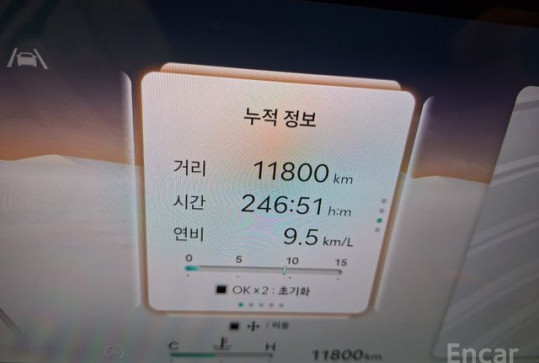 누적 정보
거리 11800 km
시간 246:51 h:m
연비 9.5 km/L
0 5 10 15
OK x 2 : 초기화
: 이동
C H
11800 km
Encar